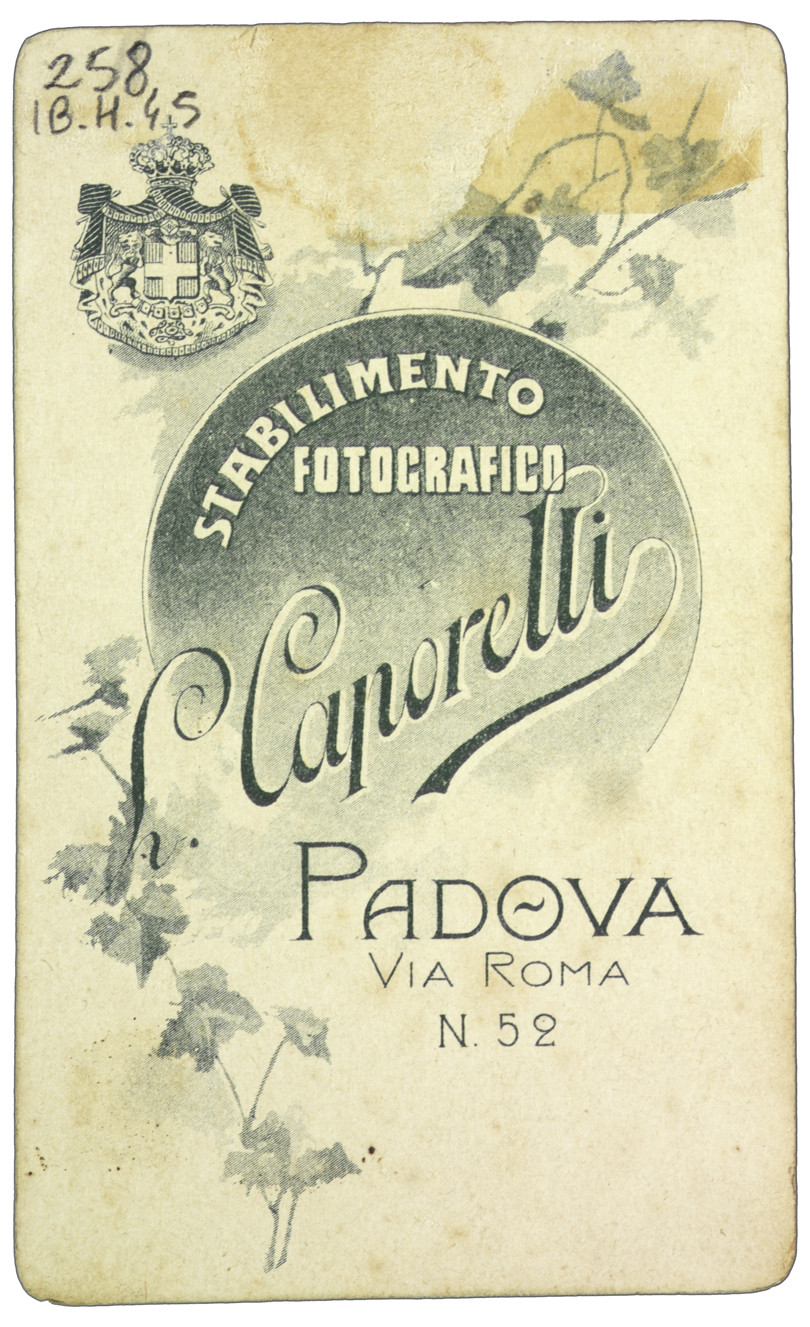 258
IB.H.45
STABILIMENTO
FOTOGRAFICO
L. Caporelli
PADOVA
VIA ROMA
N. 52